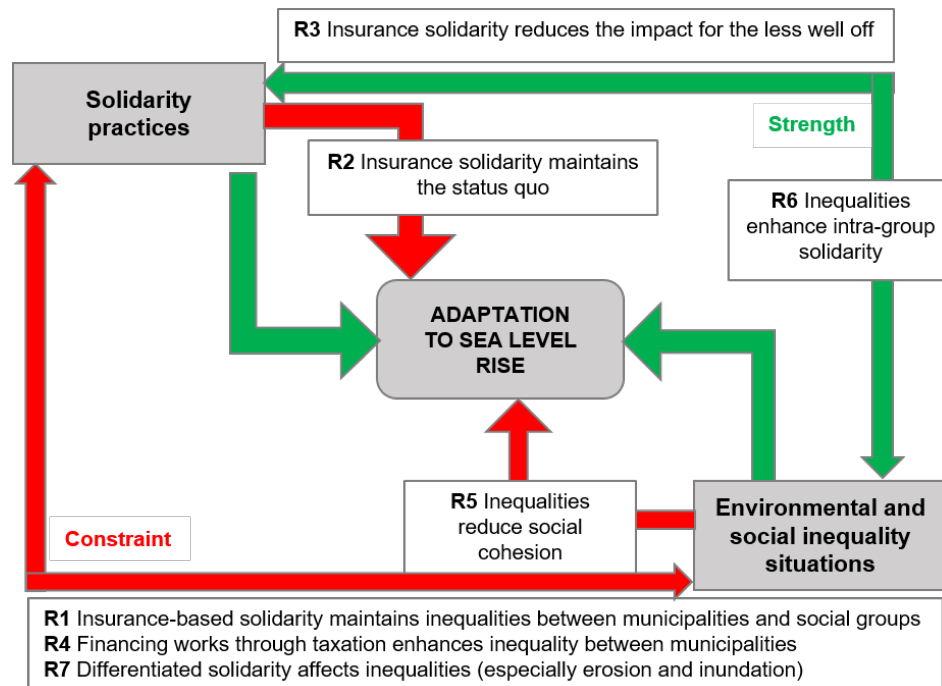 R3 Insurance solidarity reduces the impact for the less well off
Solidarity
practices
Strength
R2 Insurance solidarity maintains
the status quo
R6 Inequalities
enhance intra-group
solidarity
ADAPTATION
TO SEA LEVEL
RISE
R5 Inequalities
reduce social
cohesion
Environmental and
social inequality
situations
Constraint
R1 Insurance-based solidarity maintains inequalities between municipalities and social groups
R4 Financing works through taxation enhances inequality between municipalities
R7 Differentiated solidarity affects inequalities (especially erosion and inundation)